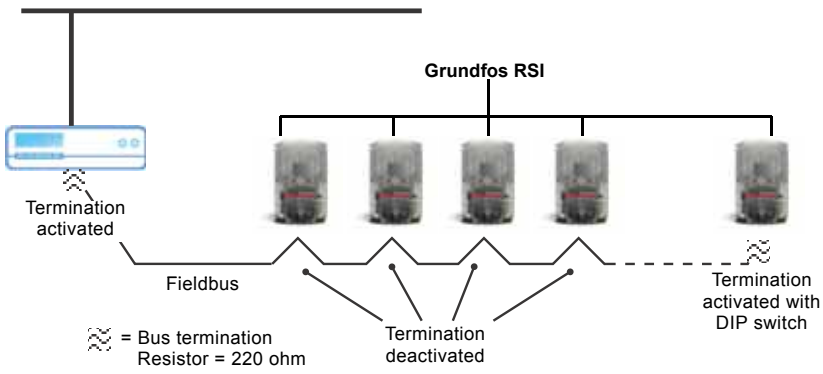 Grundfos RSI
Termination
activated
Fieldbus
Termination
activated with
DIP switch
= Bus termination
Resistor = 220 ohm
Termination
deactivated